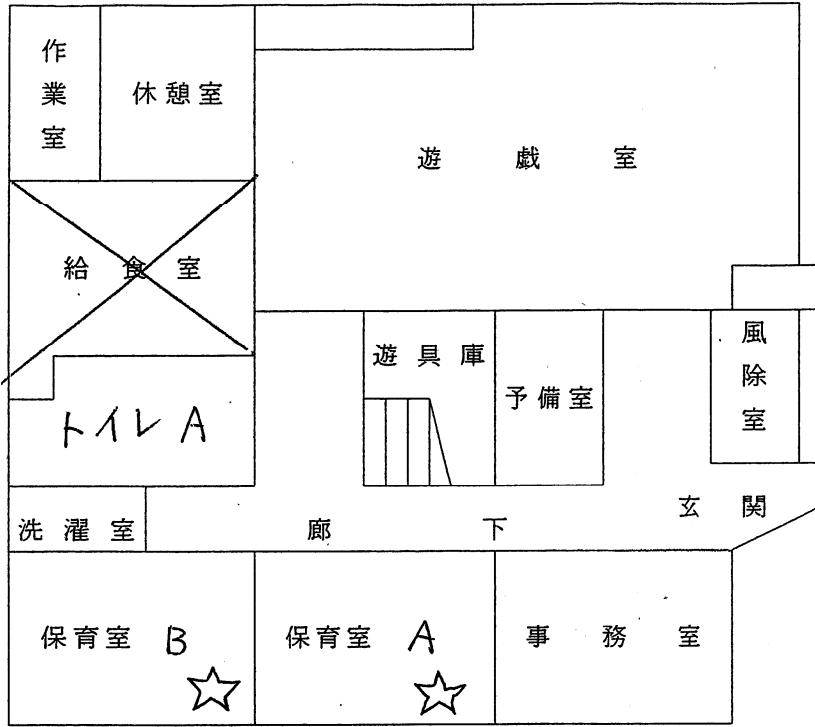 作業室
休憩室
遊戯室
給食室
遊具庫
予備室
風除室
トイレ A
洗濯室
廊下
玄関
保育室 B
保育室 A
事務室